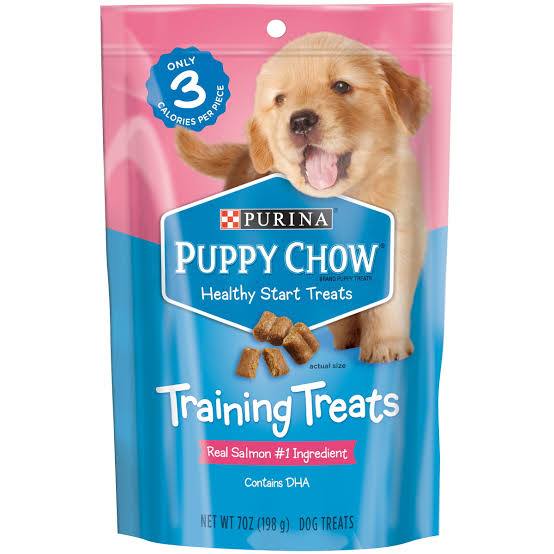 ONLY
3
CALORIES PER PIECE
PURINA®
PUPPY CHOW®
BRAND PUPPY TREATS
Healthy Start Treats
actual size
Training Treats
Real Salmon #1 Ingredient
Contains DHA
NET WT 7OZ (198 g) DOG TREATS